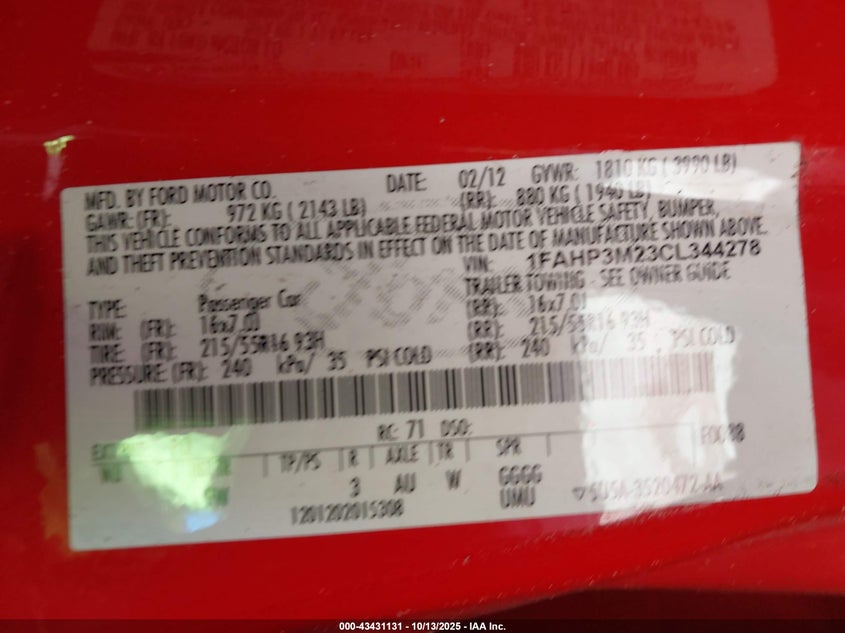 MFD. BY FORD MOTOR CO. DATE: 02/12 GVWR: 1810 KG ( 3990 LB)
GAWR: (FR): 972 KG ( 2143 LB) (RR): 880 KG ( 1940 LB)
THIS VEHICLE CONFORMS TO ALL APPLICABLE FEDERAL MOTOR VEHICLE SAFETY, BUMPER,
AND THEFT PREVENTION STANDARDS IN EFFECT ON THE DATE OF MANUFACTURE SHOWN ABOVE.
VIN: 1FAHP3M23CL344278
TRAILER TOWING - SEE OWNER GUIDE
TYPE: Passenger Car
RIM: (FR): 16x7.0J (RR): 16x7.0J
TIRE: (FR): 215/55R16 93H (RR): 215/55R16 93H
PRESSURE: (FR): 240 kPa/ 35 PSI COLD (RR): 240 kPa/ 35 PSI COLD
RC: 71 DSO:
TP/PS R AXLE TR SPR
3 AU W GGGG
UMU
1201202015308
000-43431131 - 10/13/2025 - IAA Inc.